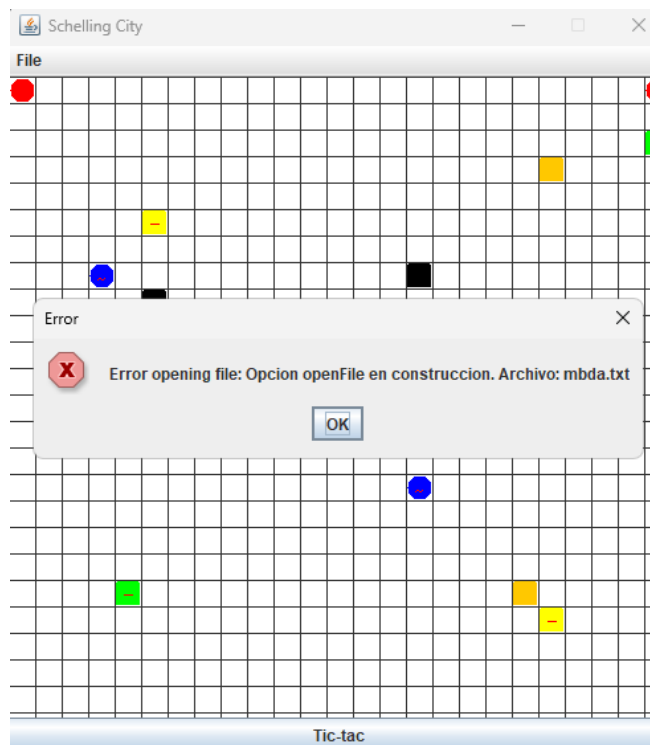 Schelling City
File
Error
Error opening file: Opcion openFile en construccion. Archivo: mbda.txt
OK
Tic-tac